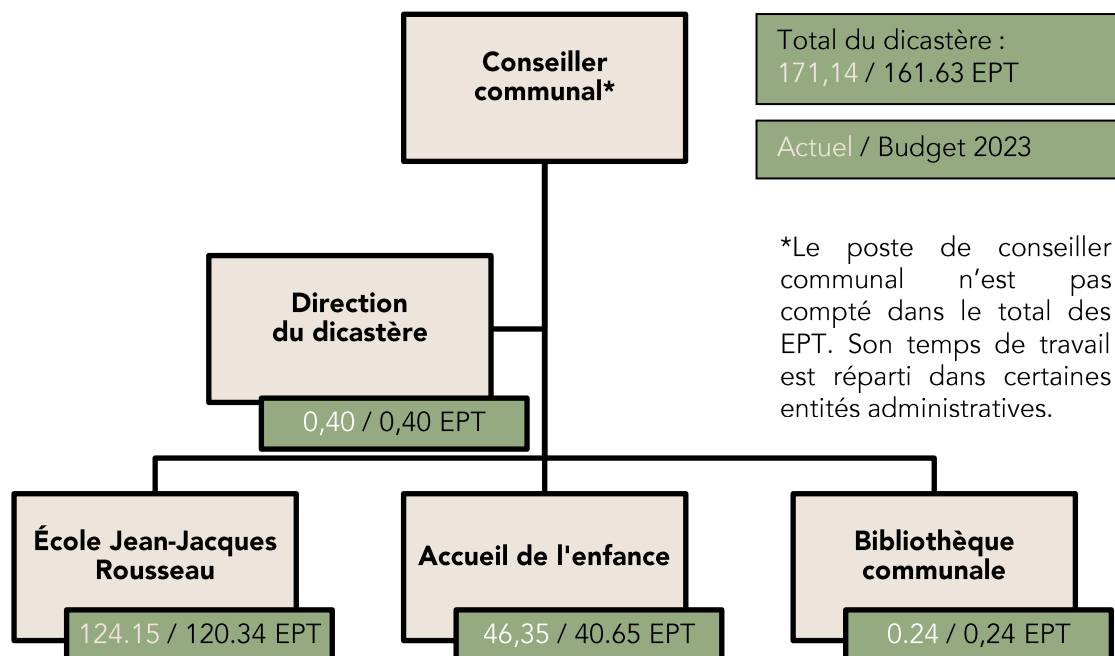 Conseiller
communal*
Total du dicastère :
171,14 / 161.63 EPT
Actuel / Budget 2023
*Le poste de conseiller
communal n'est pas
compté dans le total des
EPT. Son temps de travail
est réparti dans certaines
entités administratives.
Direction
du dicastère
0,40 / 0,40 EPT
École Jean-Jacques
Rousseau
124.15 / 120.34 EPT
Accueil de l'enfance
46,35 / 40.65 EPT
Bibliothèque
communale
0.24 / 0,24 EPT